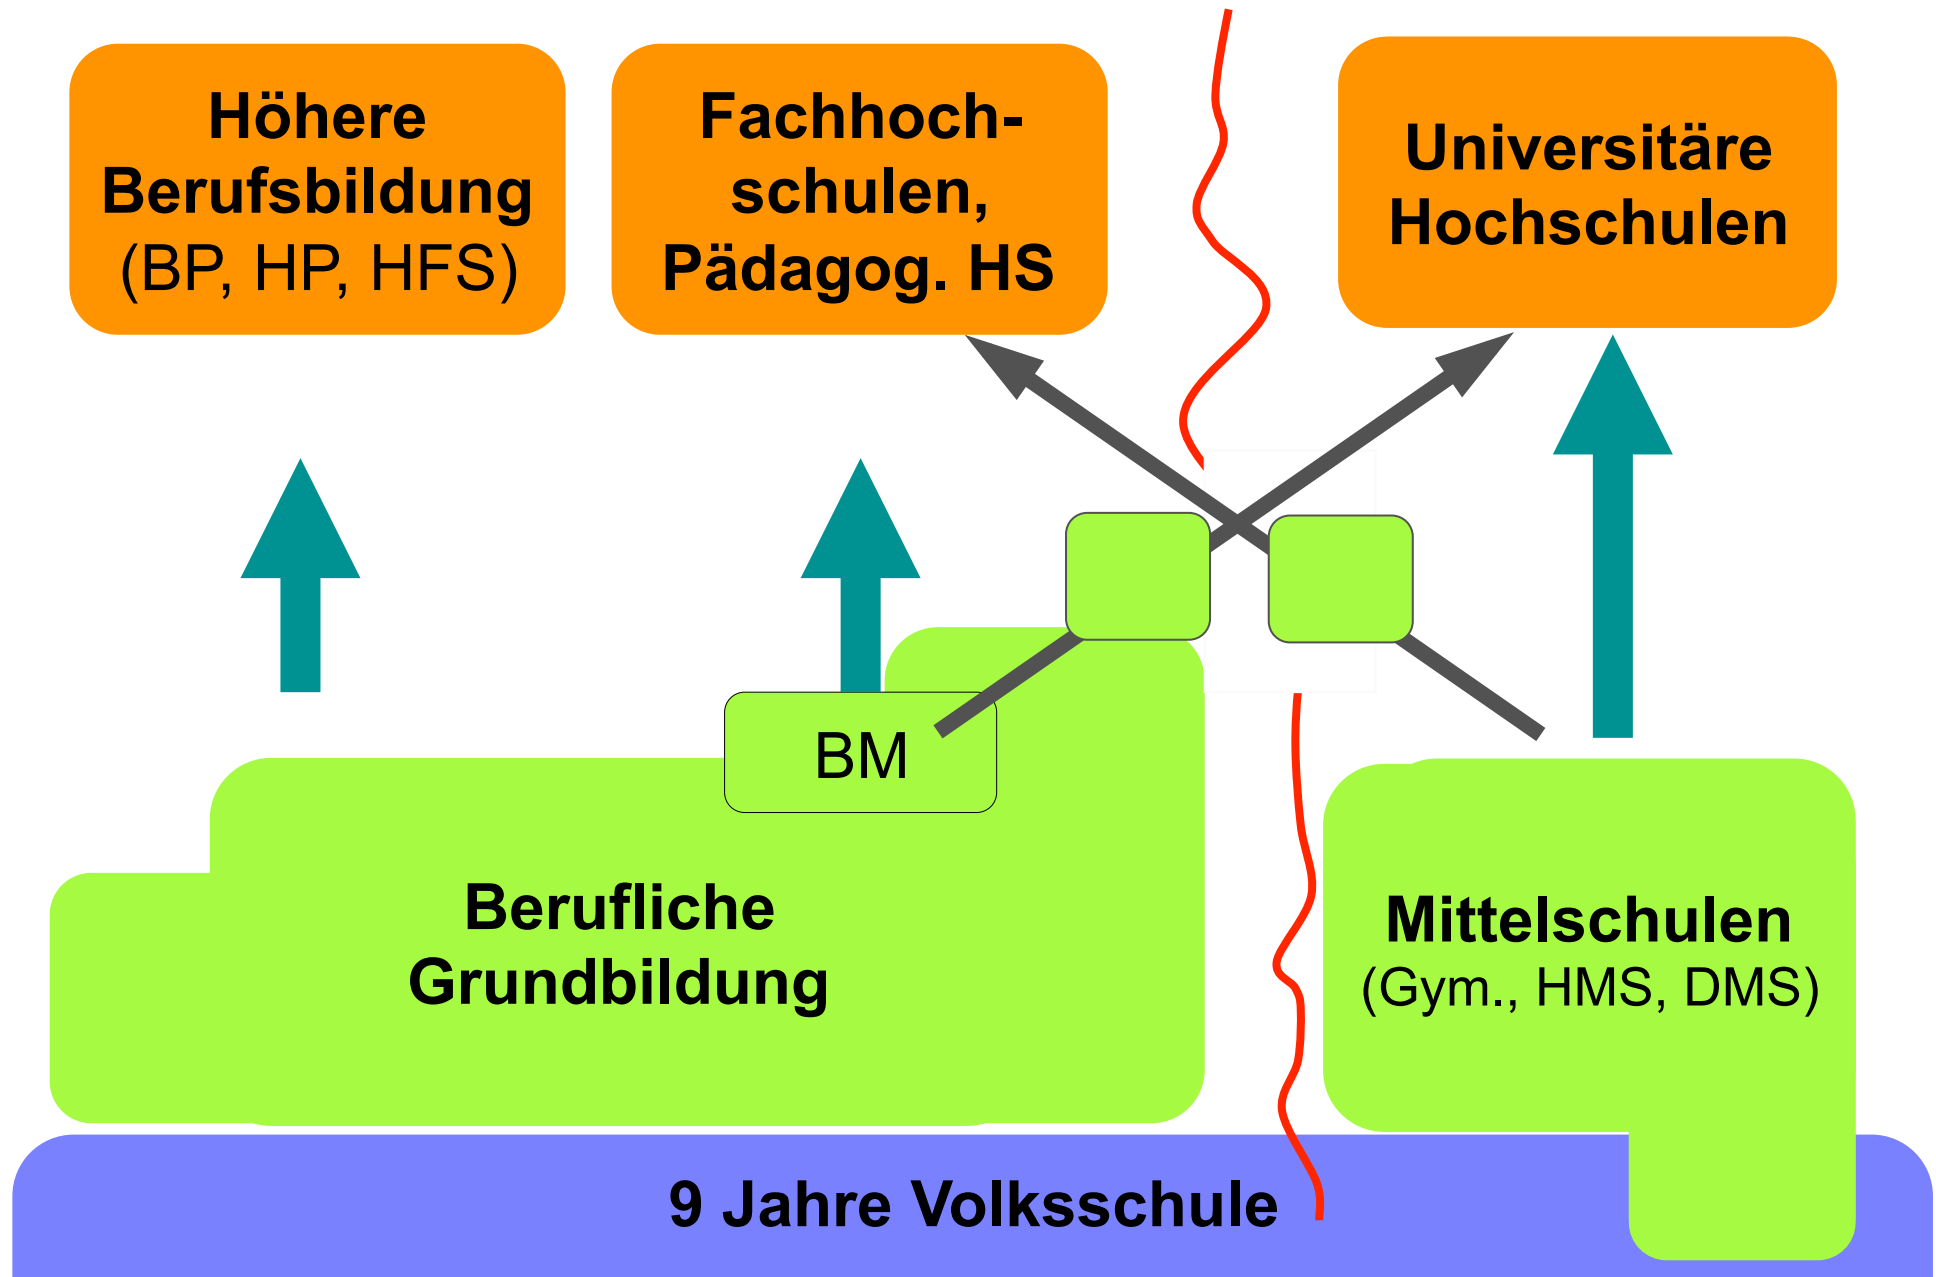 Höhere
Berufsbildung
(BP, HP, HFS)
Fachhoch-
schulen,
Pädagog. HS
Universitäre
Hochschulen
BM
Berufliche
Grundbildung
Mittelschulen
(Gym., HMS, DMS)
9 Jahre Volksschule